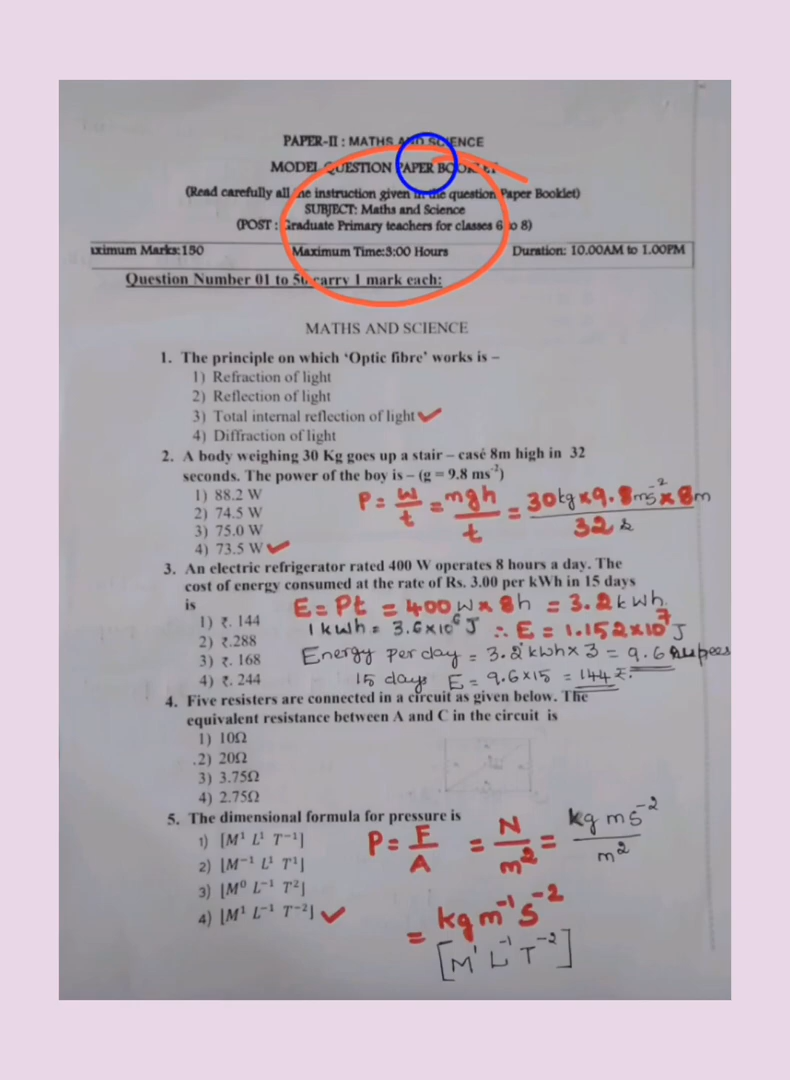 PAPER-II : MATHS AND SCIENCE
MODEL QUESTION PAPER BOOKLET
(Read carefully all the instruction given in the question Paper Booklet)
SUBJECT: Maths and Science
(POST : Graduate Primary teachers for classes 6 to 8)
ximum Marks:150 Maximum Time:3:00 Hours Duration: 10.00AM to 1.00PM
Question Number 01 to 50 carry 1 mark each:
MATHS AND SCIENCE
1. The principle on which ‘Optic fibre’ works is –
1) Refraction of light
2) Reflection of light
3) Total internal reflection of light ✓
4) Diffraction of light
2. A body weighing 30 Kg goes up a stair – case 8m high in 32
seconds. The power of the boy is – (g = 9.8 ms⁻²)
1) 88.2 W
2) 74.5 W
3) 75.0 W
4) 73.5 W ✓
P = W/t = mgh/t = 30kg×9.8ms⁻²×8m/32 s
3. An electric refrigerator rated 400 W operates 8 hours a day. The
cost of energy consumed at the rate of Rs. 3.00 per kWh in 15 days
is
1) ₹. 144
2) ₹.288
3) ₹. 168
4) ₹. 244
E = Pt = 400W×8h = 3.2kwh.
1kwh = 3.6×10⁶J ∴ E = 1.152×10⁷J
Energy per day = 3.2 kwh×3 = 9.6 Rupees
15 days E = 9.6×15 = 144₹.
4. Five resisters are connected in a circuit as given below. The
equivalent resistance between A and C in the circuit is
1) 10Ω
.2) 20Ω
3) 3.75Ω
4) 2.75Ω
5. The dimensional formula for pressure is
1) [M¹ L¹ T⁻¹]
2) [M⁻¹ L¹ T¹]
3) [M⁰ L⁻¹ T²]
4) [M¹ L⁻¹ T⁻²] ✓
P = F/A = N/m² = kg ms⁻²/m²
= kgm⁻¹s⁻²
[M¹ L⁻¹ T⁻²]